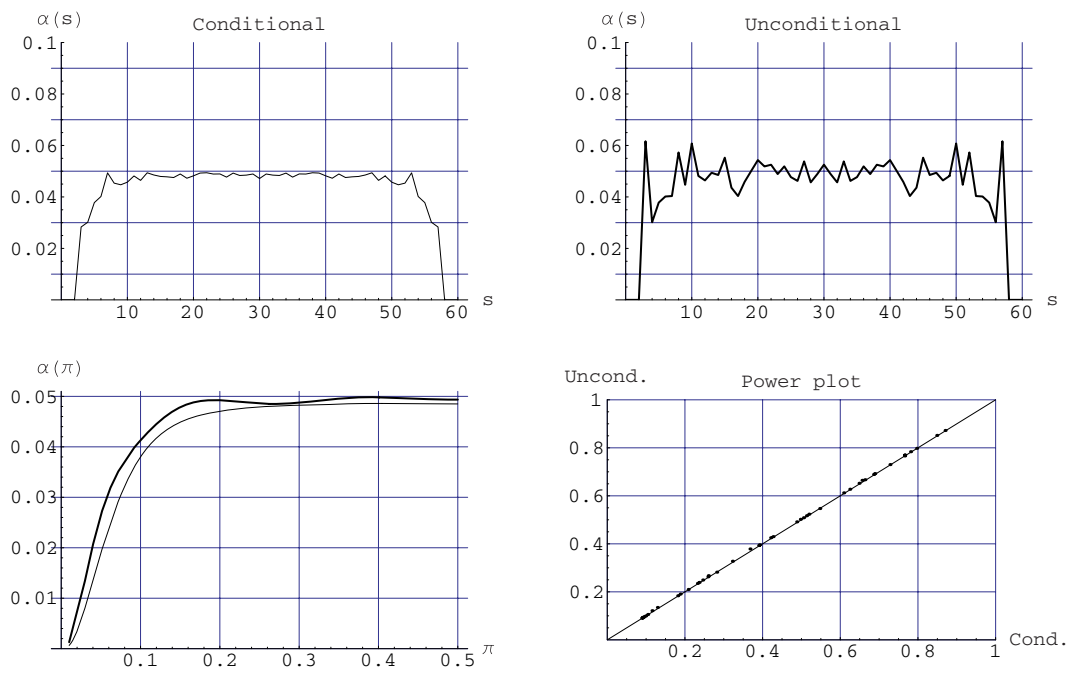 α(s) Conditional
0.1
0.08
0.06
0.04
0.02
10 20 30 40 50 60 s
α(s) Unconditional
0.1
0.08
0.06
0.04
0.02
10 20 30 40 50 60 s
α(π)
0.05
0.04
0.03
0.02
0.01
0.1 0.2 0.3 0.4 0.5 π
Uncond. Power plot
1
0.8
0.6
0.4
0.2
0.2 0.4 0.6 0.8 1 Cond.